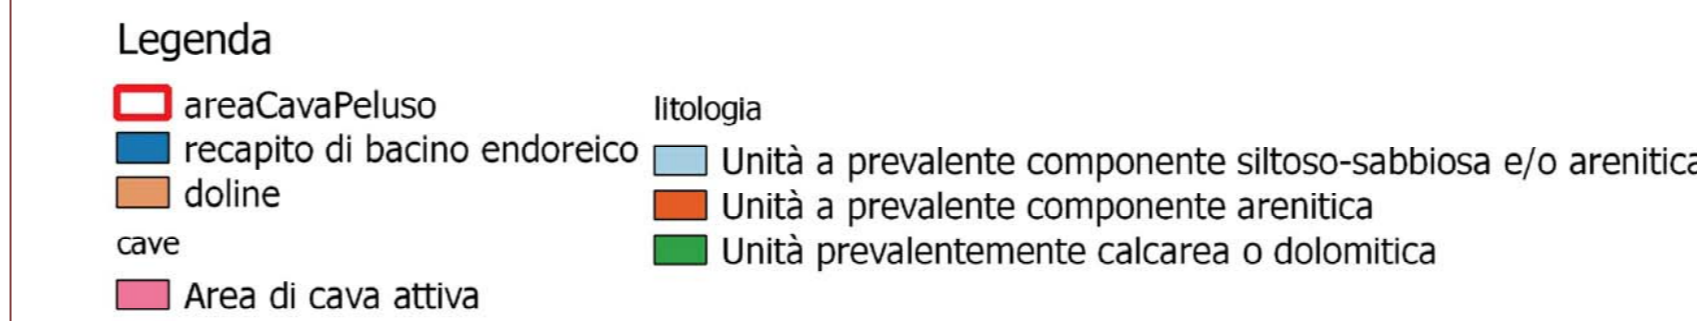 Legenda
areaCavaPeluso
recapito di bacino endoreico
doline
cave
Area di cava attiva
litologia
Unità a prevalente componente siltoso-sabbiosa e/o arenitica
Unità a prevalente componente arenitica
Unità prevalentemente calcarea o dolomitica